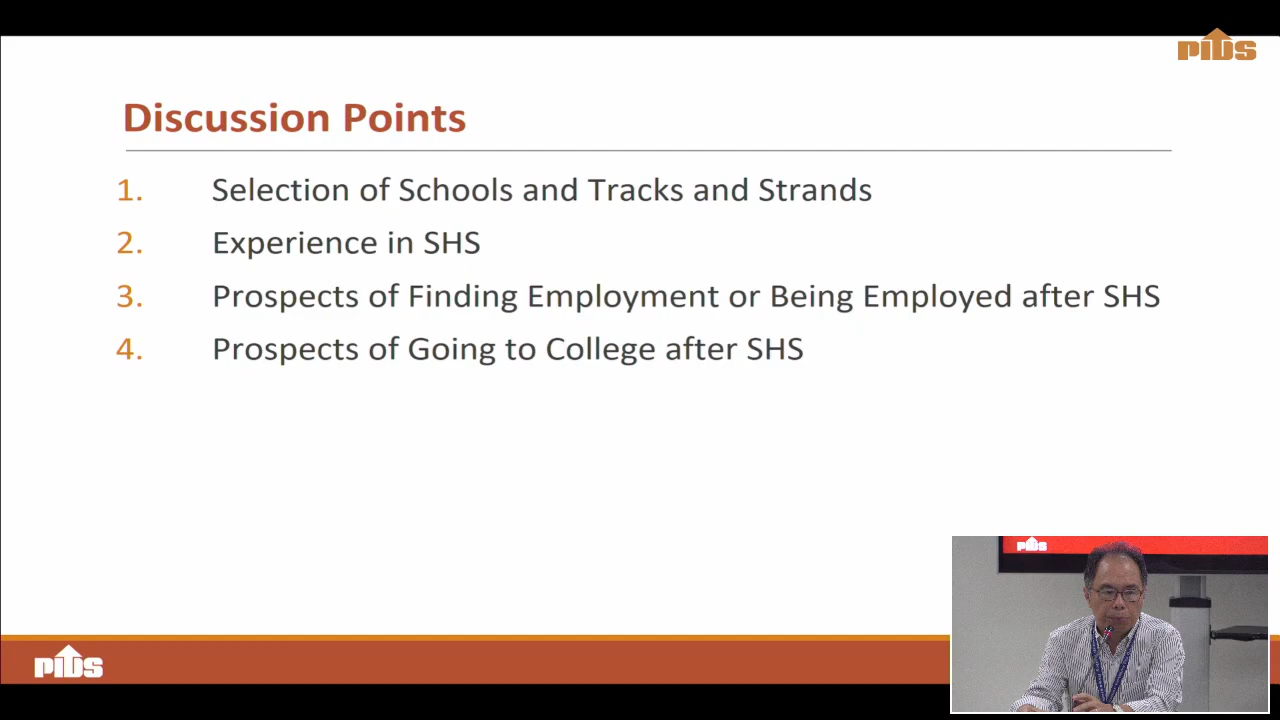 PIDS
Discussion Points
1. Selection of Schools and Tracks and Strands
2. Experience in SHS
3. Prospects of Finding Employment or Being Employed after SHS
4. Prospects of Going to College after SHS
PIDS
PIDS